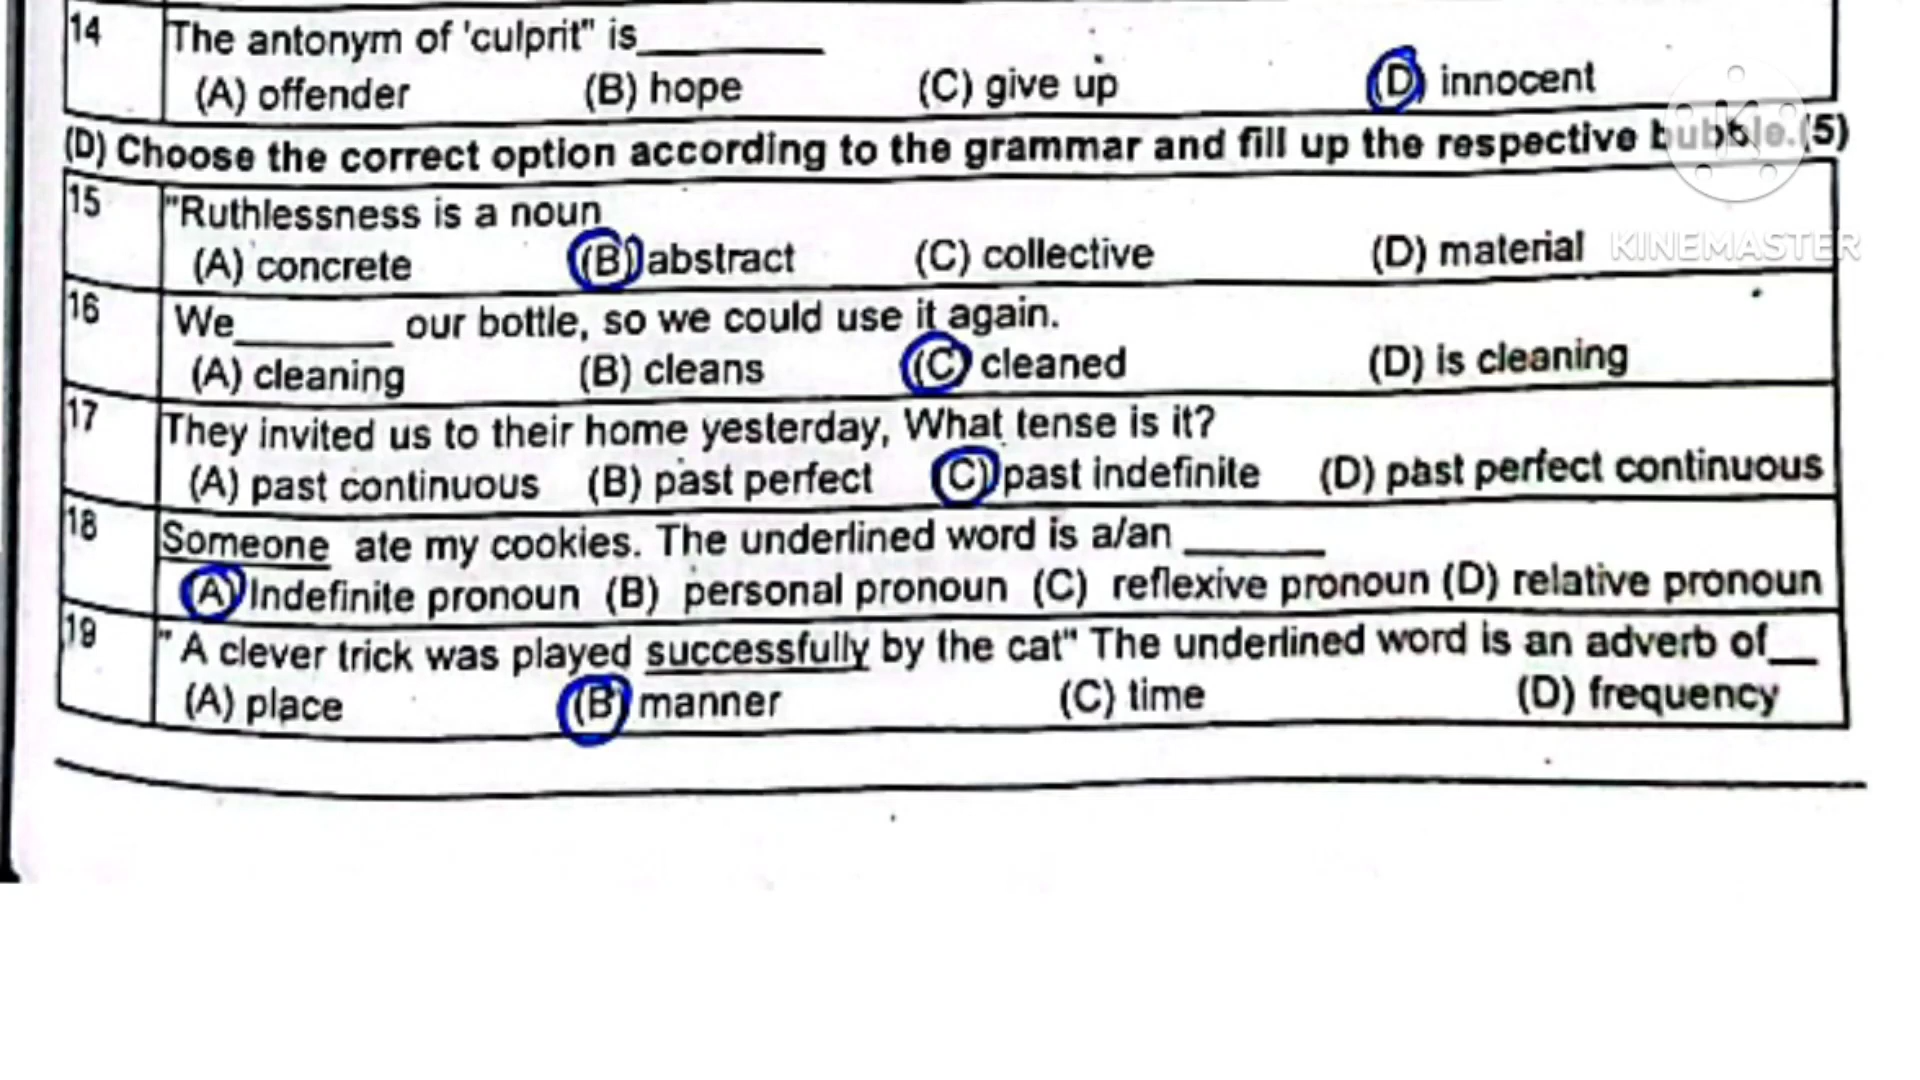 14 The antonym of 'culprit" is_________
(A) offender (B) hope (C) give up (D) innocent
(D) Choose the correct option according to the grammar and fill up the respective bubble.(5)
15 "Ruthlessness is a noun
(A) concrete (B) abstract (C) collective (D) material
KINEMASTER
16 We________ our bottle, so we could use it again.
(A) cleaning (B) cleans (C) cleaned (D) is cleaning
17 They invited us to their home yesterday, What tense is it?
(A) past continuous (B) past perfect (C) past indefinite (D) past perfect continuous
18 Someone ate my cookies. The underlined word is a/an _______
(A) Indefinite pronoun (B) personal pronoun (C) reflexive pronoun (D) relative pronoun
19 " A clever trick was played successfully by the cat" The underlined word is an adverb of__
(A) place (B) manner (C) time (D) frequency